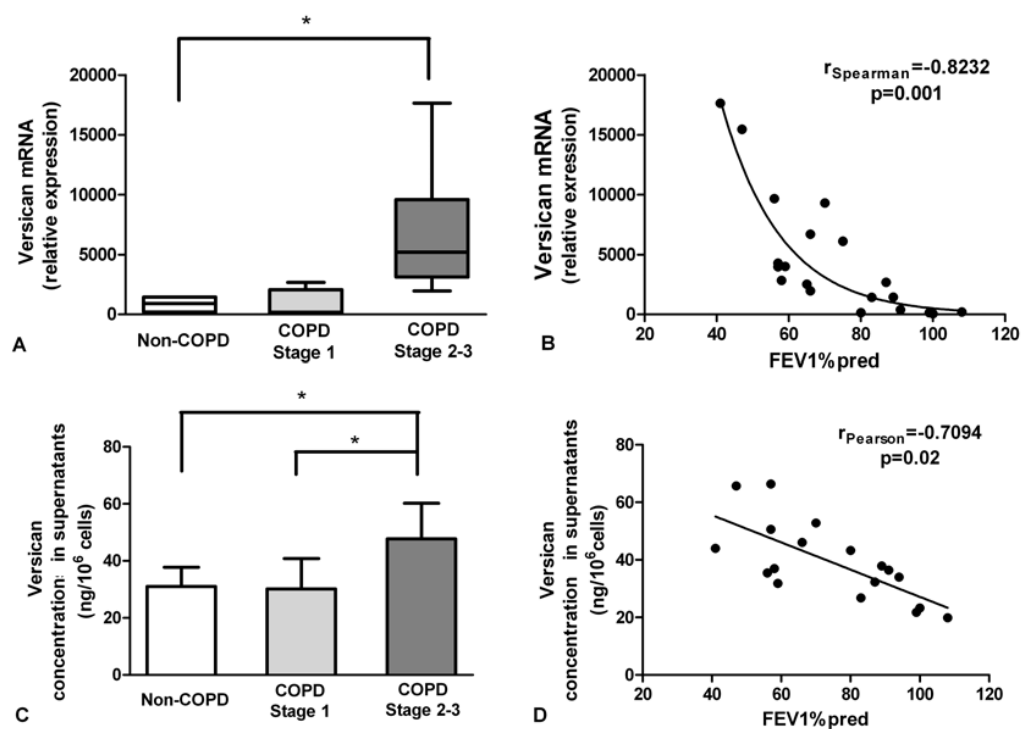 *
Versican mRNA
(relative expression)
20000
15000
10000
5000
0
Non-COPD
COPD
Stage 1
COPD
Stage 2-3
A
rSpearman=-0.8232
p=0.001
Versican mRNA
(relative exression)
20000
15000
10000
5000
0
20
40
60
80
100
120
FEV1%pred
B
*
*
Versican
concentration: in supernatants
(ng/10⁶ cells)
80
60
40
20
0
Non-COPD
COPD
Stage 1
COPD
Stage 2-3
C
rPearson=-0.7094
p=0.02
Versican
concentration in supernatants
(ng/10⁶cells)
80
60
40
20
0
20
40
60
80
100
120
FEV1%pred
D